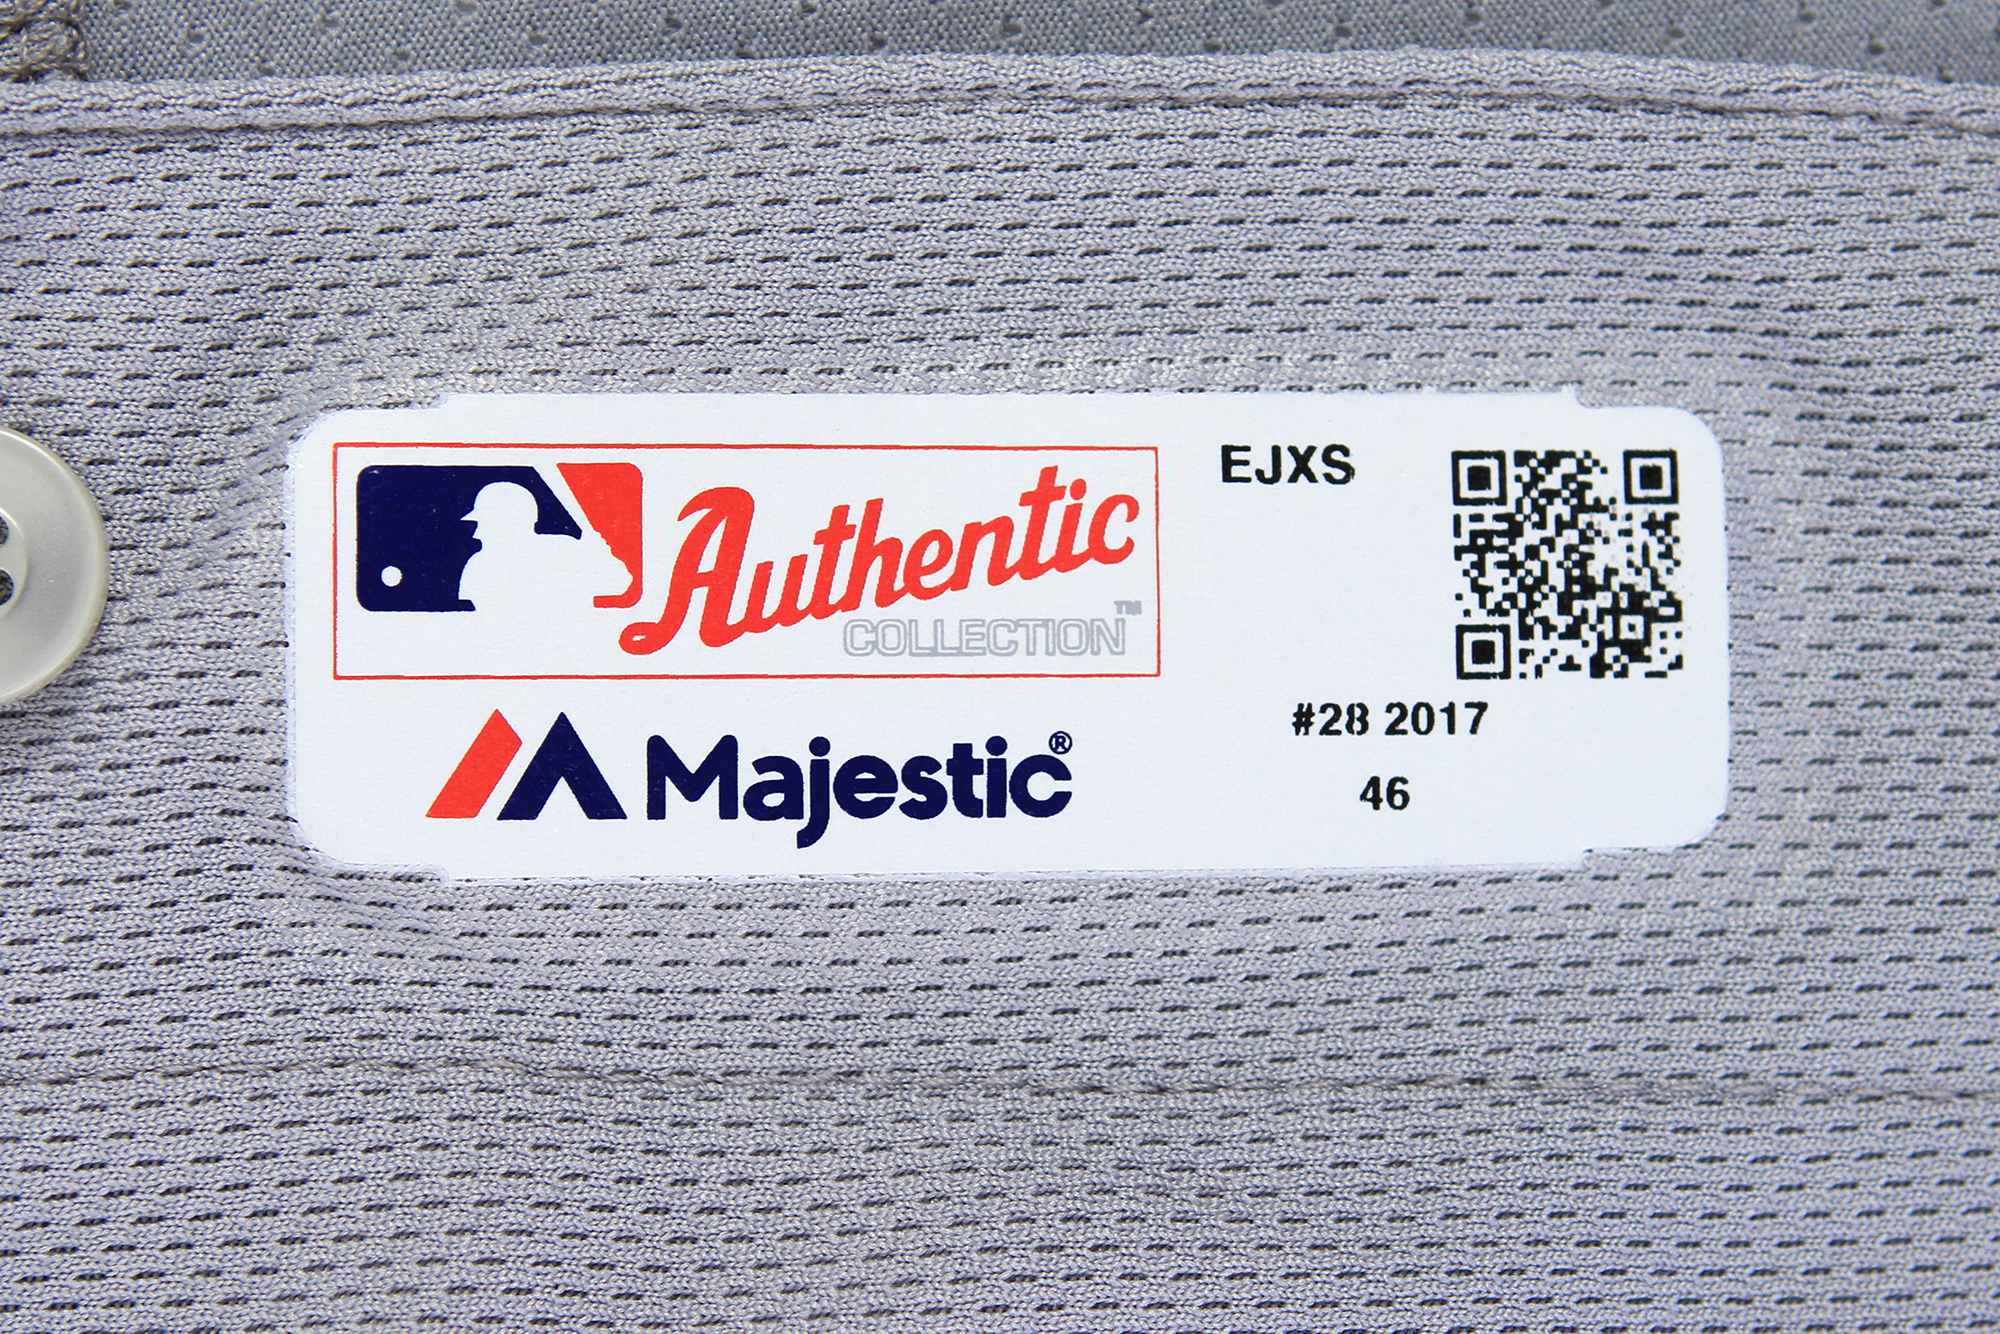 Authentic
COLLECTION™
Majestic®
EJXS
#28 2017
46